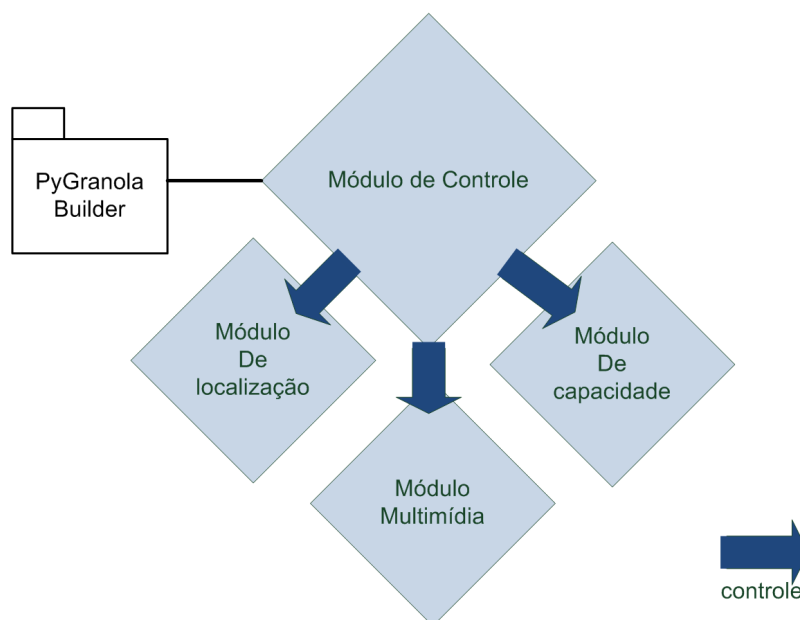 Módulo de Controle
PyGranola
Builder
Módulo
De
localização
Módulo
De
capacidade
Módulo
Multimídia
controle